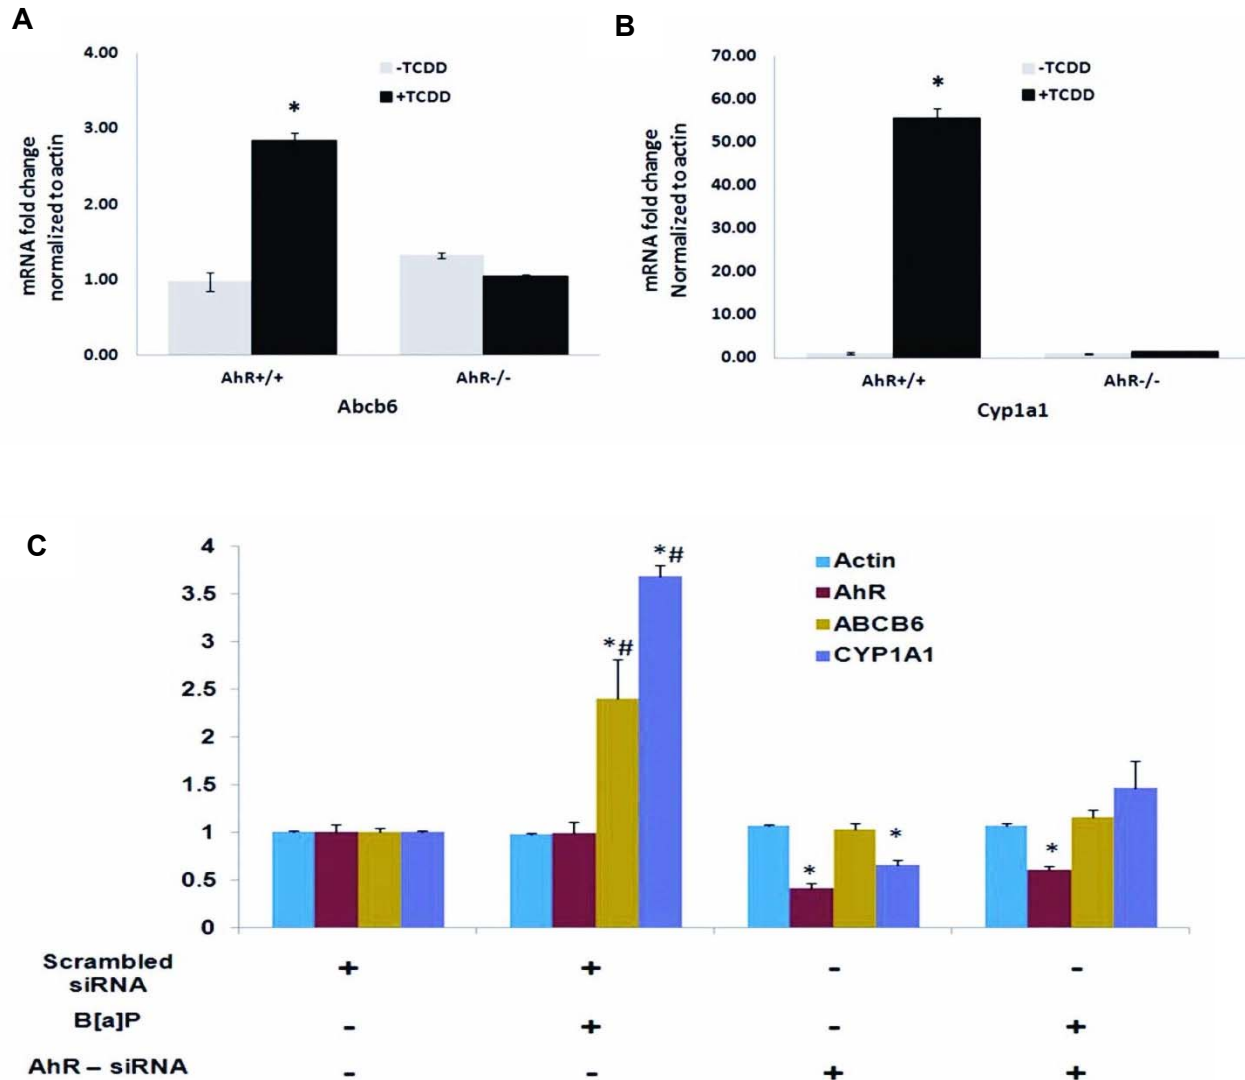 A
4.00
3.00
2.00
1.00
0.00
mRNA fold change
normalized to actin
-TCDD
+TCDD
*
AhR+/+
AhR-/-
Abcb6
B
70.00
60.00
50.00
40.00
30.00
20.00
10.00
0.00
mRNA fold change
Normalized to actin
-TCDD
+TCDD
*
AhR+/+
AhR-/-
Cyp1a1
C
4
3.5
3
2.5
2
1.5
1
0.5
0
Actin
AhR
ABCB6
CYP1A1
*#
*#
*
*
*
Scrambled
siRNA
+ + - -
B[a]P
- + - +
AhR – siRNA
- - + +